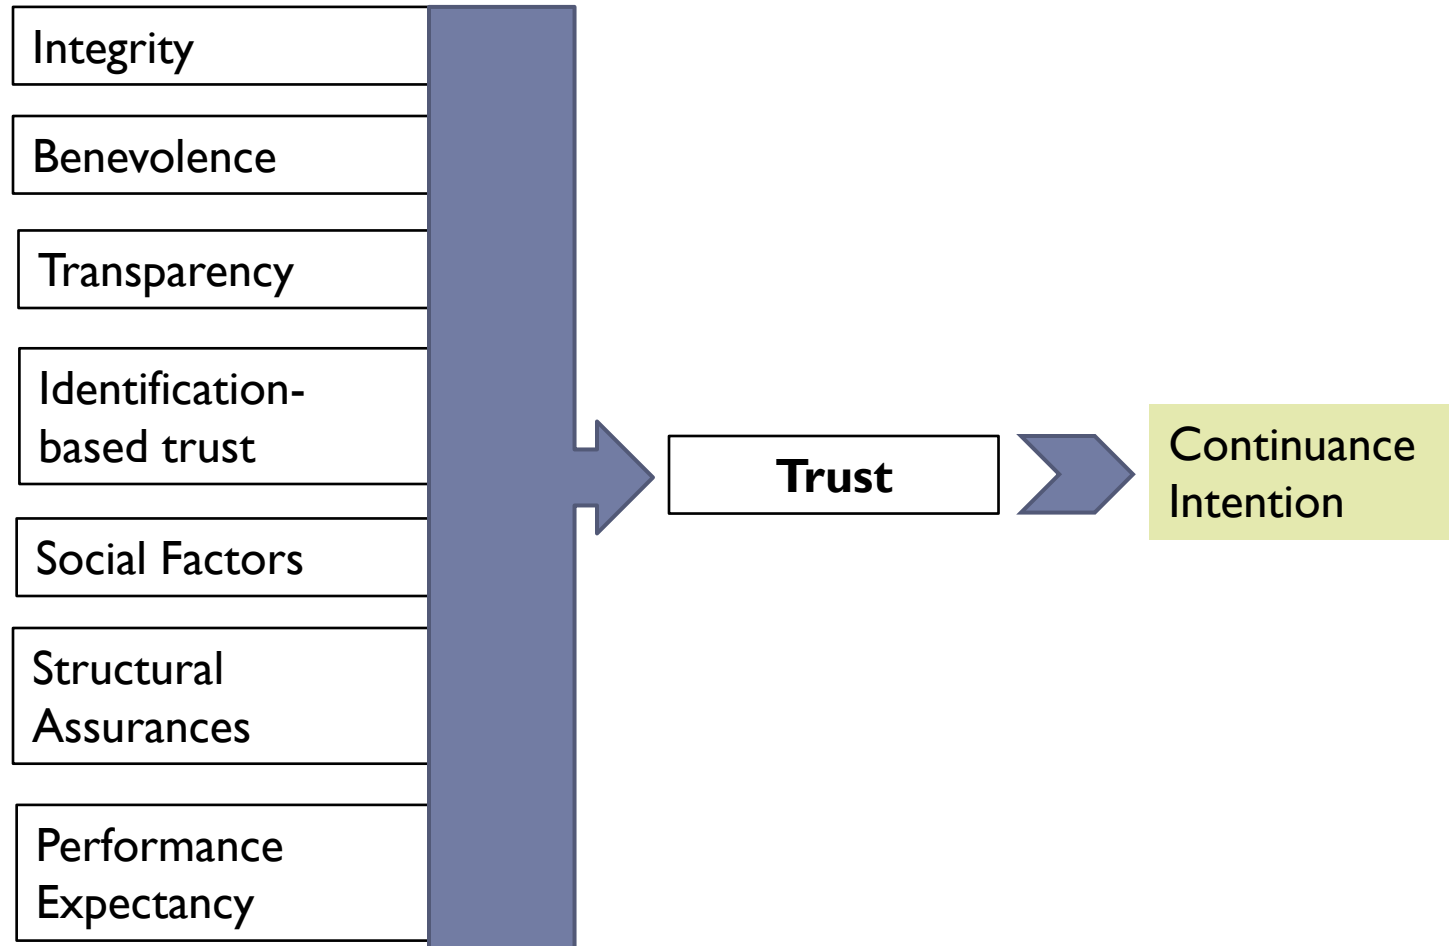 Integrity
Benevolence
Transparency
Identification-
based trust
Social Factors
Structural
Assurances
Performance
Expectancy
Trust
Continuance
Intention